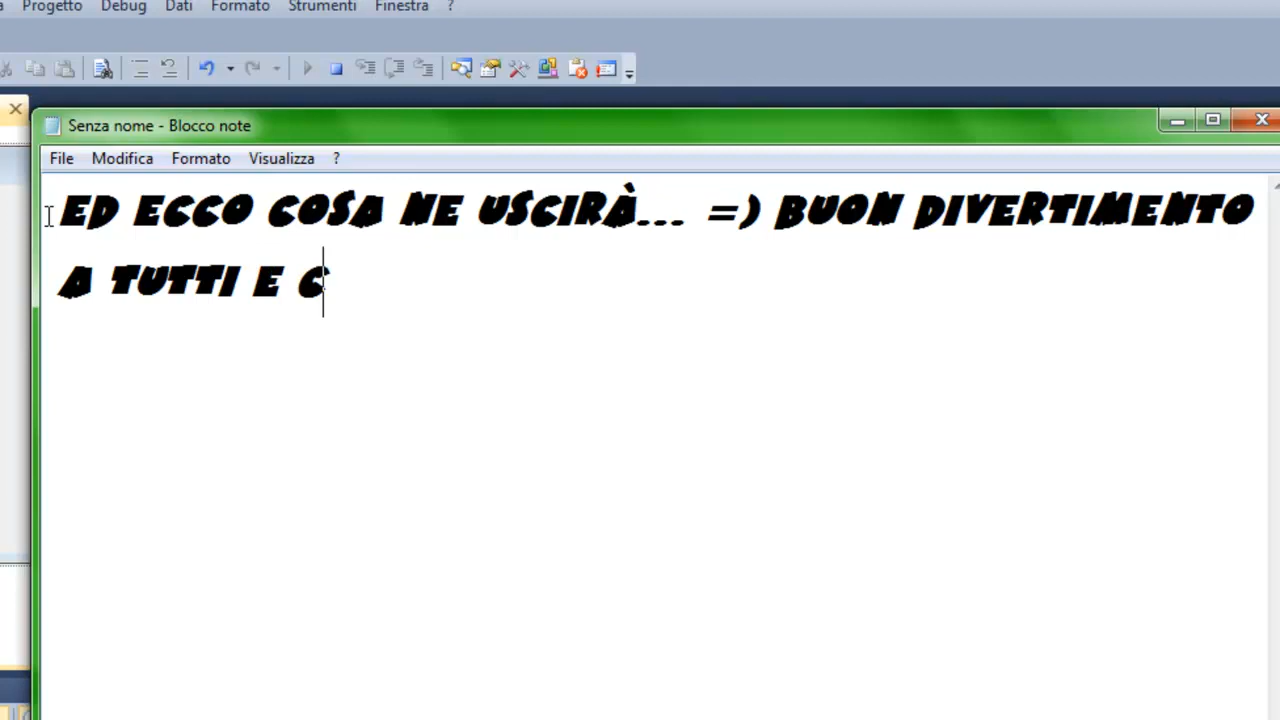 Progetto Debug Dati Formato Strumenti Finestra ?
Senza nome - Blocco note
File Modifica Formato Visualizza ?
ED ECCO COSA NE USCIRÀ... =) BUON DIVERTIMENTO
A TUTTI E C